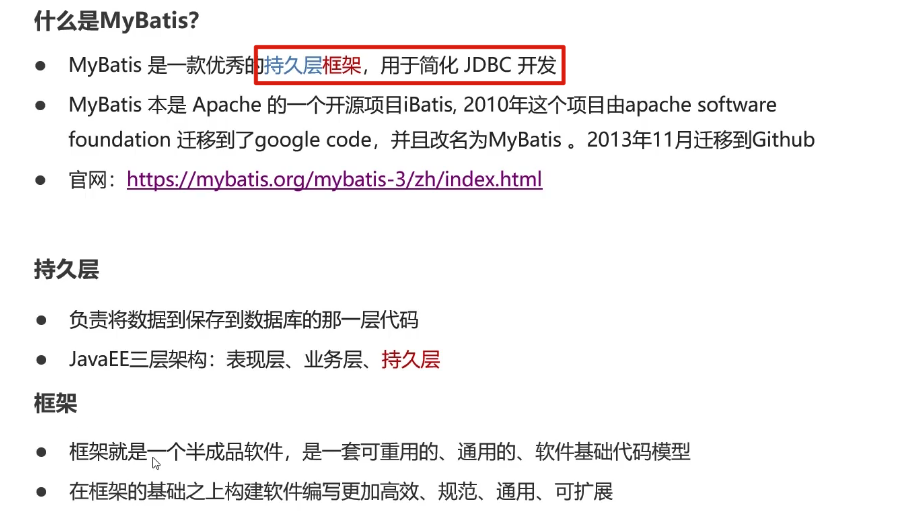 什么是MyBatis?
● MyBatis 是一款优秀的持久层框架，用于简化 JDBC 开发
● MyBatis 本是 Apache 的一个开源项目iBatis, 2010年这个项目由apache software
foundation 迁移到了google code，并且改名为MyBatis 。2013年11月迁移到Github
● 官网：https://mybatis.org/mybatis-3/zh/index.html
持久层
● 负责将数据到保存到数据库的那一层代码
● JavaEE三层架构：表现层、业务层、持久层
框架
● 框架就是一个半成品软件，是一套可重用的、通用的、软件基础代码模型
● 在框架的基础之上构建软件编写更加高效、规范、通用、可扩展